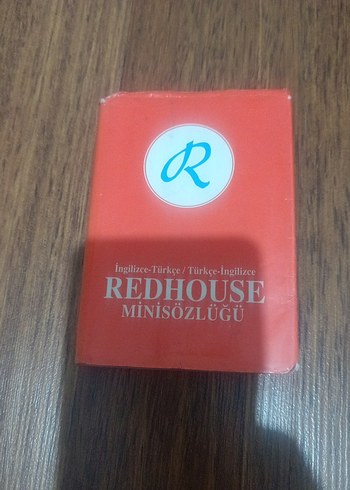 R
İngilizce-Türkçe / Türkçe-İngilizce
REDHOUSE
MİNİSÖZLÜĞÜ